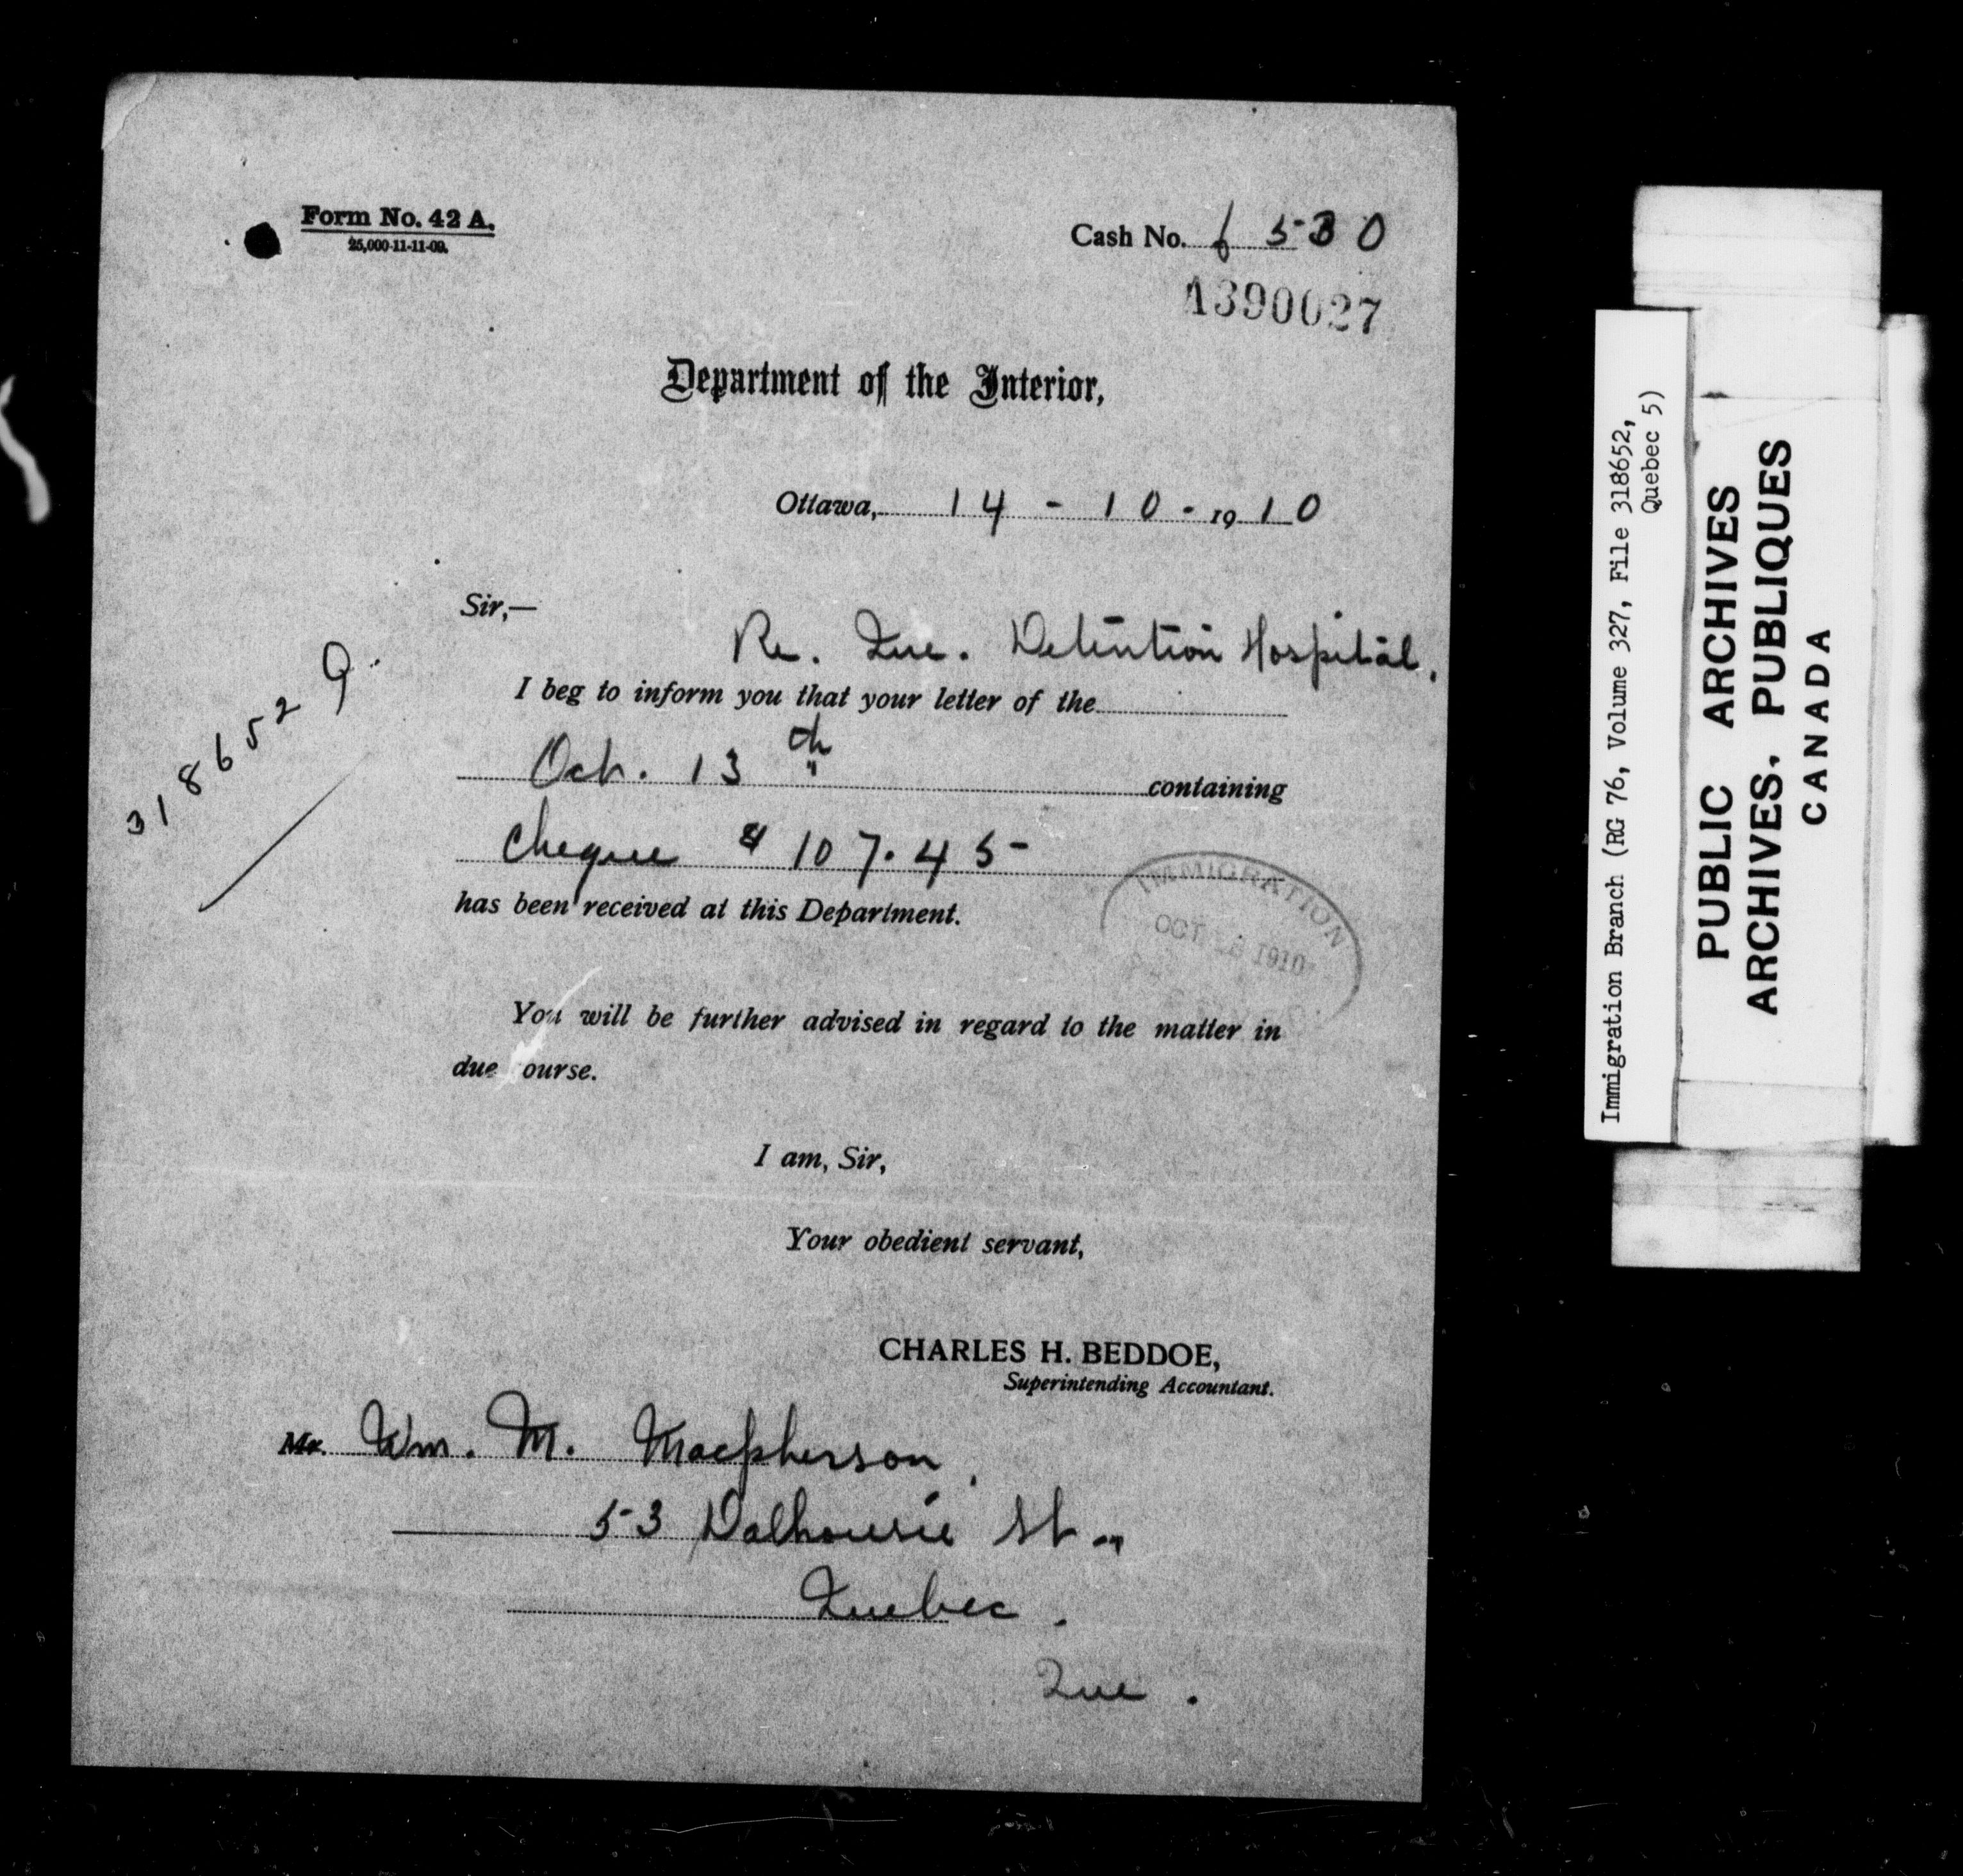 Form No. 42 A.
25,000-11-11-09.
Cash No. 6530
1390027
Department of the Interior,
Ottawa, 14 - 10 - 1910
Sir,—
Re. Que. Detention Hospital.
I beg to inform you that your letter of the
Oct. 13th containing
cheque $107.45
has been received at this Department.
318652 Q.
IMMIGRATION
OCT 1910
You will be further advised in regard to the matter in
due ourse.
I am, Sir,
Your obedient servant,
CHARLES H. BEDDOE,
Superintending Accountant.
Mr. Wm. M. Macpherson,
53 Dalhousie St.,
Quebec.
Que.
Immigration Branch (RG 76, Volume 327, File 318652,
Quebec 5)
PUBLIC ARCHIVES
ARCHIVES PUBLIQUES
CANADA